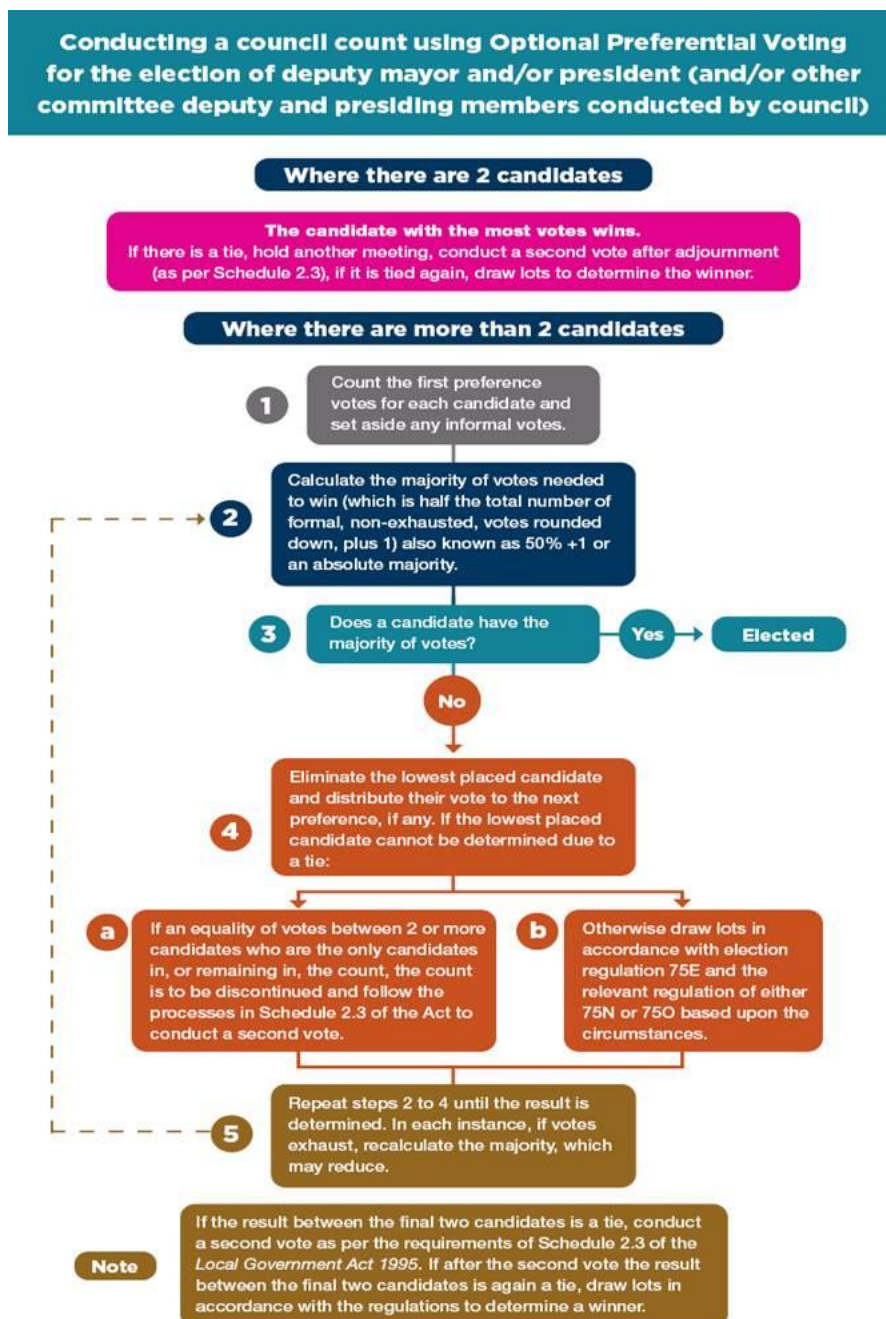 Conducting a council count using Optional Preferential Voting
for the election of deputy mayor and/or president (and/or other
committee deputy and presiding members conducted by council)
Where there are 2 candidates
The candidate with the most votes wins.
If there is a tie, hold another meeting, conduct a second vote after adjournment
(as per Schedule 2.3), if it is tied again, draw lots to determine the winner.
Where there are more than 2 candidates
1
Count the first preference
votes for each candidate and
set aside any informal votes.
2
Calculate the majority of votes needed
to win (which is half the total number of
formal, non-exhausted, votes rounded
down, plus 1) also known as 50% +1 or
an absolute majority.
3
Does a candidate have the
majority of votes?
Yes
Elected
No
4
Eliminate the lowest placed candidate
and distribute their vote to the next
preference, if any. If the lowest placed
candidate cannot be determined due to
a tie:
a
If an equality of votes between 2 or more
candidates who are the only candidates
in, or remaining in, the count, the count
is to be discontinued and follow the
processes in Schedule 2.3 of the Act to
conduct a second vote.
b
Otherwise draw lots in
accordance with election
regulation 75E and the
relevant regulation of either
75N or 75O based upon the
circumstances.
5
Repeat steps 2 to 4 until the result is
determined. In each instance, if votes
exhaust, recalculate the majority, which
may reduce.
Note
If the result between the final two candidates is a tie, conduct
a second vote as per the requirements of Schedule 2.3 of the
Local Government Act 1995. If after the second vote the result
between the final two candidates is again a tie, draw lots in
accordance with the regulations to determine a winner.